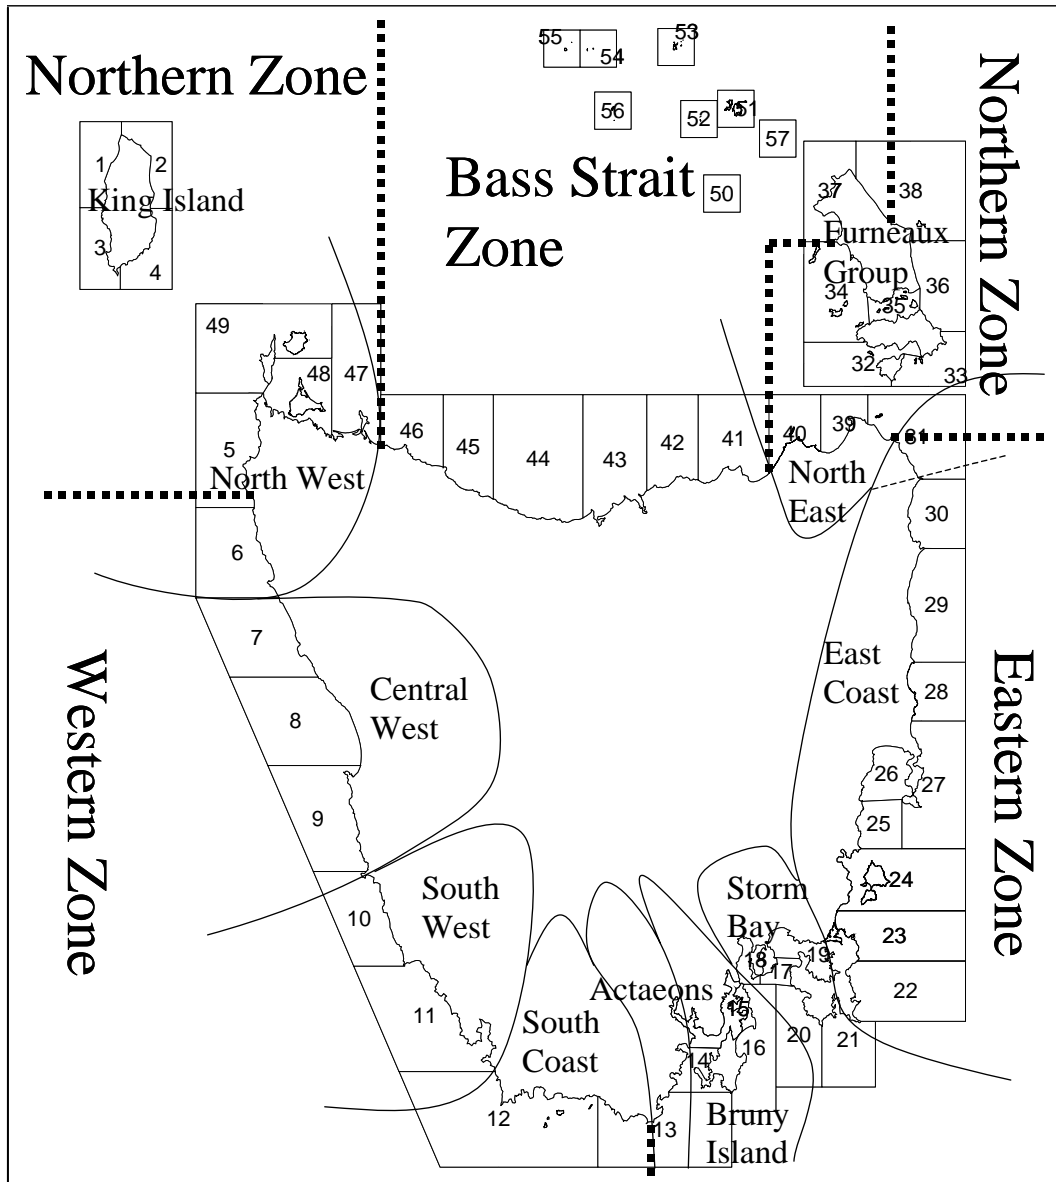 55
53
54
Northern Zone
56
52
51
57
1
2
King Island
3
4
Bass Strait
Zone
50
37
38
Furneaux
Group
34
35
36
32
33
Northern Zone
49
48
47
46
45
44
43
42
41
40
39
31
5
North West
North
East
30
6
29
7
Central
West
East
Coast
28
8
Western Zone
Eastern Zone
26
27
9
25
South
West
Storm
Bay
24
10
23
18
17
19
22
Actaeons
11
South
Coast
15
16
20
21
14
12
13
Bruny
Island